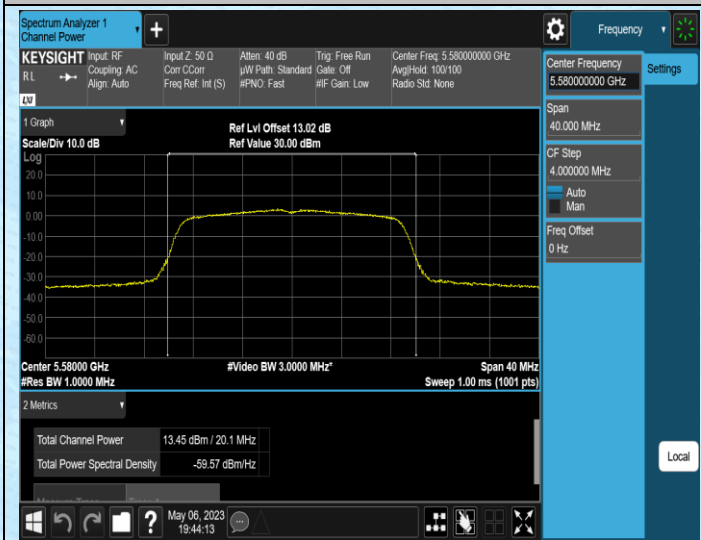 Spectrum Analyzer 1
Channel Power
Frequency
KEYSIGHT
R L
LXI
Input: RF
Coupling: AC
Align: Auto
Input Z: 50 Ω
Corr CCorr
Freq Ref: Int (S)
Atten: 40 dB
µW Path: Standard
#PNO: Fast
Trig: Free Run
Gate: Off
#IF Gain: Low
Center Freq: 5.580000000 GHz
Avg|Hold: 100/100
Radio Std: None
Center Frequency
5.580000000 GHz
Settings
Span
40.000 MHz
CF Step
4.000000 MHz
Auto
Man
Freq Offset
0 Hz
1 Graph
Scale/Div 10.0 dB
Ref Lvl Offset 13.02 dB
Ref Value 30.00 dBm
Log
20.0
10.0
0.00
-10.0
-20.0
-30.0
-40.0
-50.0
-60.0
Center 5.58000 GHz
#Video BW 3.0000 MHz*
Span 40 MHz
#Res BW 1.0000 MHz
Sweep 1.00 ms (1001 pts)
2 Metrics
Total Channel Power 13.45 dBm / 20.1 MHz
Total Power Spectral Density -59.57 dBm/Hz
Local
May 06, 2023
19:44:13